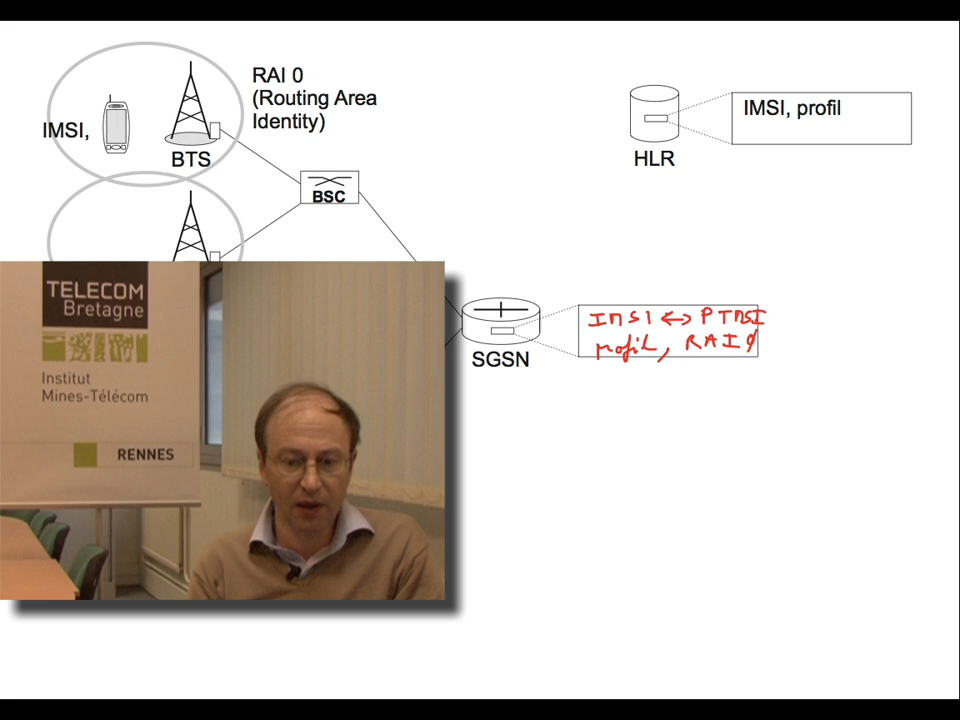 RAI 0
(Routing Area
Identity)
IMSI,
BTS
BSC
HLR
IMSI, profil
SGSN
IMSI ↔ PTMSI
profil, RAI 0
TELECOM
Bretagne
Institut
Mines-Télécom
RENNES